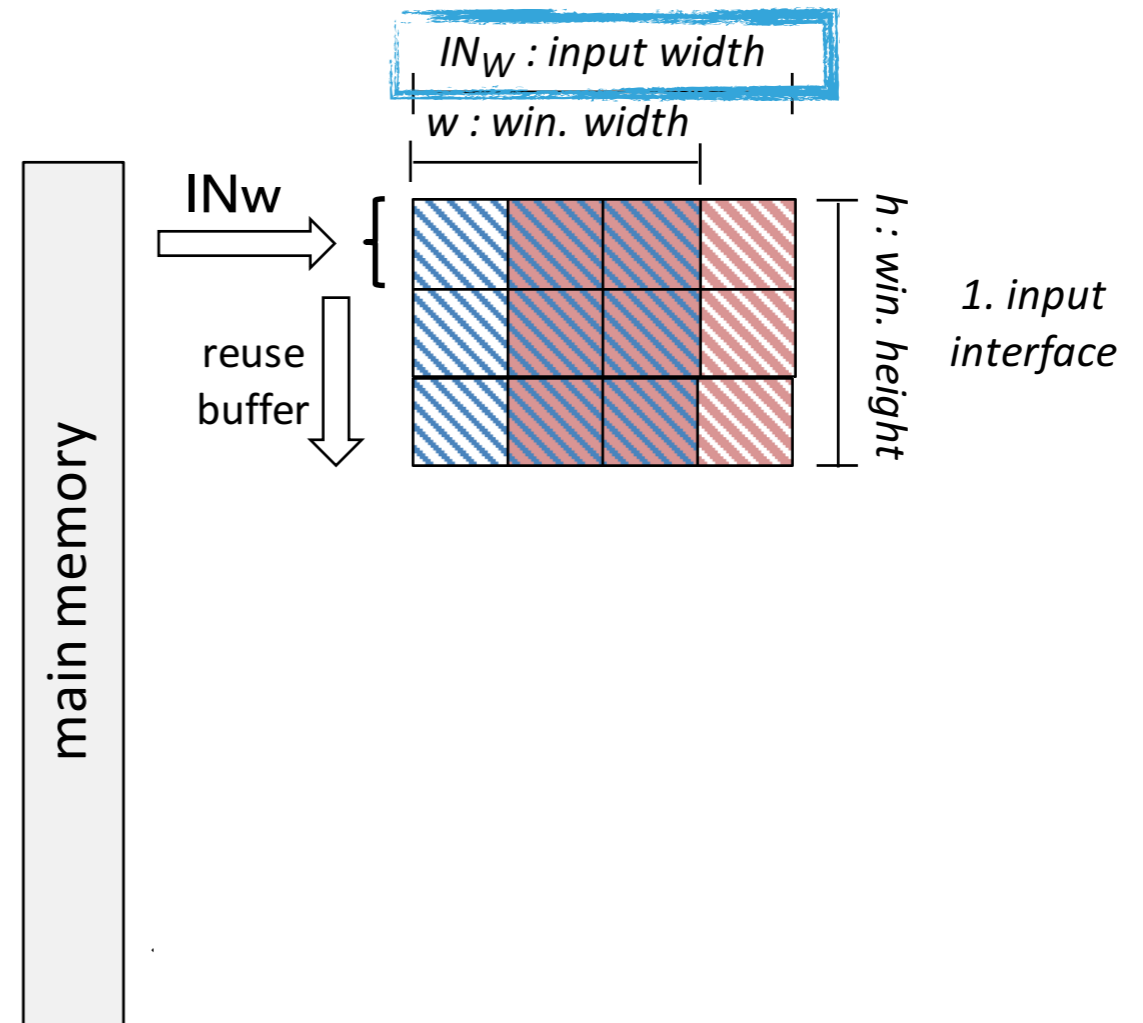 IN_W : input width
w : win. width
INw
h : win. height
1. input
interface
reuse
buffer
main memory